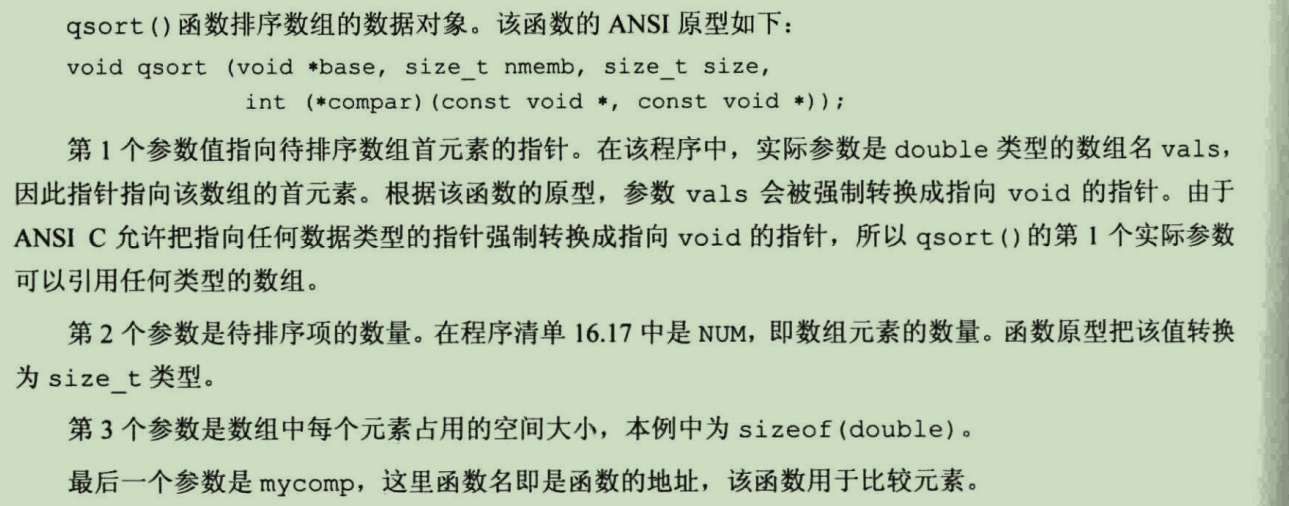 qsort()函数排序数组的数据对象。该函数的 ANSI 原型如下：
void qsort (void *base, size_t nmemb, size_t size,
int (*compar)(const void *, const void *));
第 1 个参数值指向待排序数组首元素的指针。在该程序中，实际参数是 double 类型的数组名 vals，
因此指针指向该数组的首元素。根据该函数的原型，参数 vals 会被强制转换成指向 void 的指针。由于
ANSI C 允许把指向任何数据类型的指针强制转换成指向 void 的指针，所以 qsort()的第 1 个实际参数
可以引用任何类型的数组。
第 2 个参数是待排序项的数量。在程序清单 16.17 中是 NUM，即数组元素的数量。函数原型把该值转换
为 size_t 类型。
第 3 个参数是数组中每个元素占用的空间大小，本例中为 sizeof(double)。
最后一个参数是 mycomp，这里函数名即是函数的地址，该函数用于比较元素。